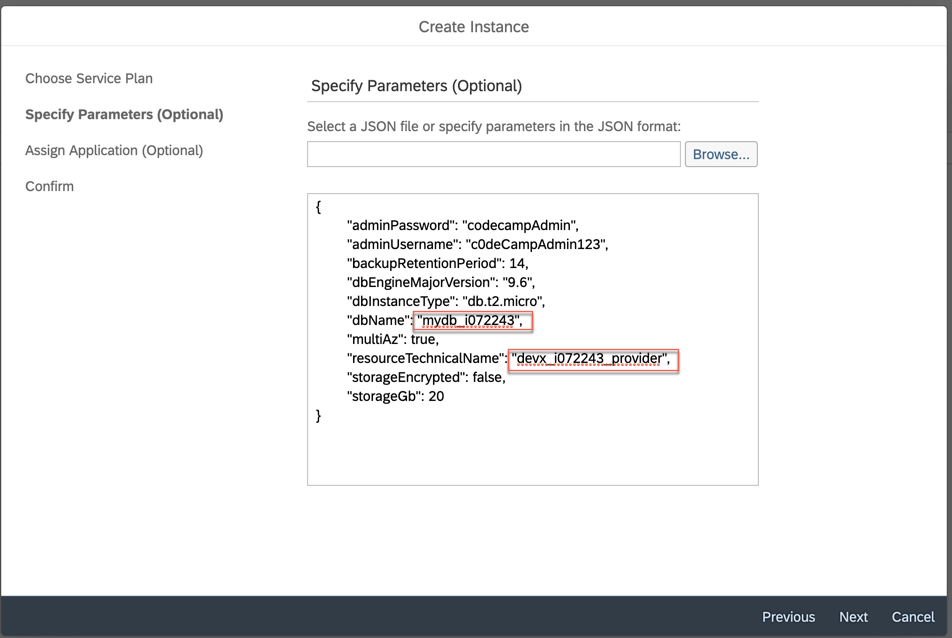 Create Instance
Choose Service Plan
Specify Parameters (Optional)
Assign Application (Optional)
Confirm
Specify Parameters (Optional)
Select a JSON file or specify parameters in the JSON format:
Browse...
{
"adminPassword": "codecampAdmin",
"adminUsername": "c0deCampAdmin123",
"backupRetentionPeriod": 14,
"dbEngineMajorVersion": "9.6",
"dbInstanceType": "db.t2.micro",
"dbName": "mydb_i072243",
"multiAz": true,
"resourceTechnicalName": "devx_i072243_provider",
"storageEncrypted": false,
"storageGb": 20
}
Previous Next Cancel